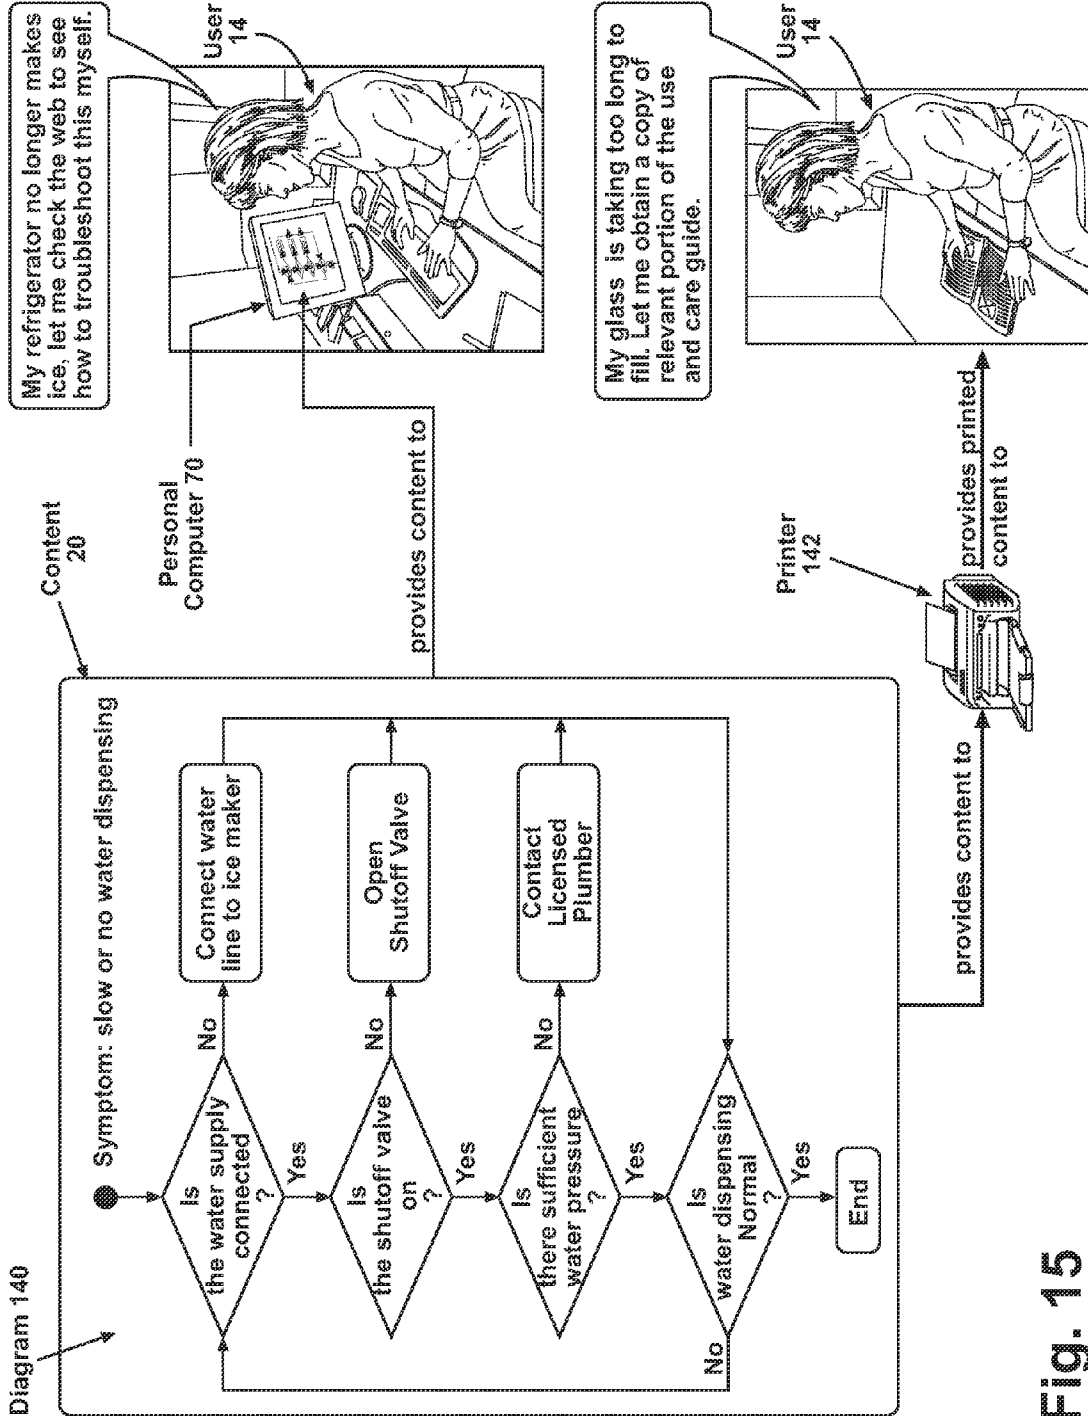 Diagram 140
Content
20
Symptom: slow or no water dispensing
Is
the water supply
connected
?
No
Connect water
line to ice maker
Yes
Is
the shutoff valve
on
?
No
Open
Shutoff Valve
Yes
Is
there sufficient
water pressure
?
No
Contact
Licensed
Plumber
Yes
Is
water dispensing
Normal
?
No
Yes
End
My refrigerator no longer makes
ice, let me check the web to see
how to troubleshoot this myself.
User
14
Personal
Computer 70
provides content to
My glass is taking too long to
fill. Let me obtain a copy of
relevant portion of the use
and care guide.
User
14
Printer
142
provides content to
provides printed
content to
Fig. 15